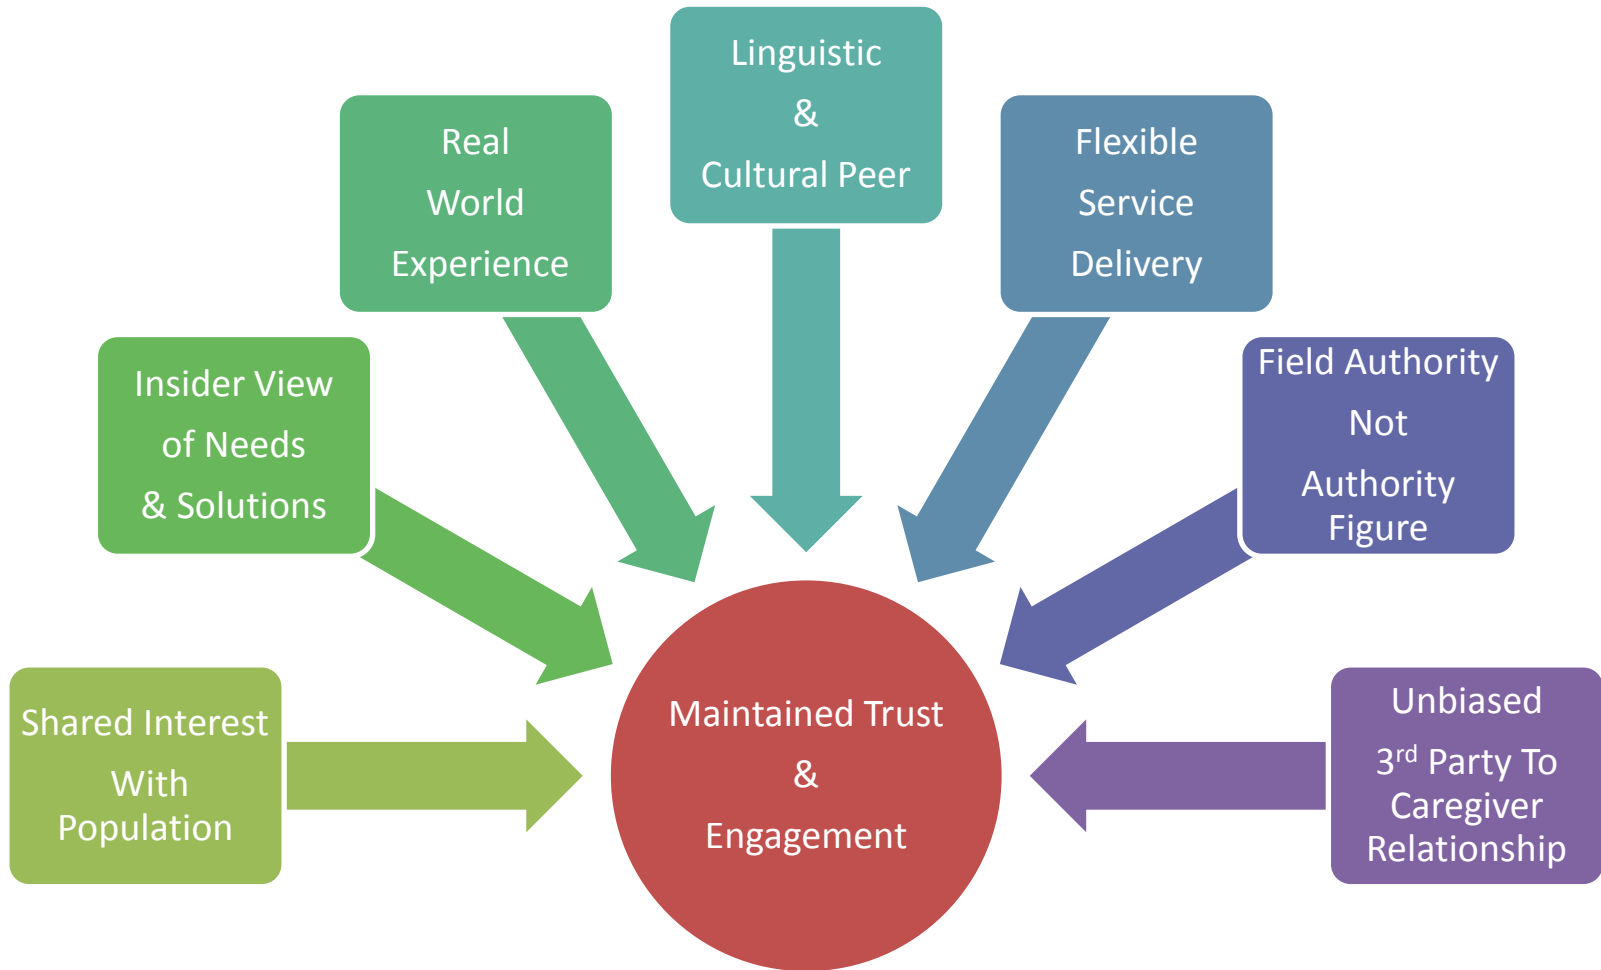 Linguistic
&
Cultural Peer
Real
World
Experience
Flexible
Service
Delivery
Insider View
of Needs
& Solutions
Field Authority
Not
Authority
Figure
Shared Interest
With
Population
Maintained Trust
&
Engagement
Unbiased
3rd Party To
Caregiver
Relationship